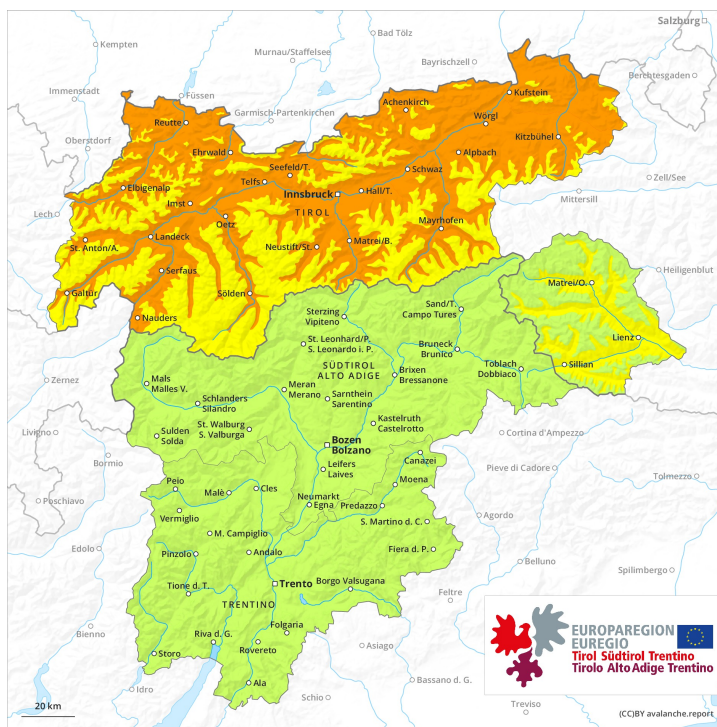 Salzburg
Kempten
Bad Tölz
Murnau/Staffelsee
Bayrischzell
Berchtesgaden
Immenstadt
Füssen
Garmisch-Partenkirchen
Achenkirch
Kufstein
Reutte
Wörgl
Oberstdorf
Ehrwald
Kitzbühel
Alpbach
Seefeld/T.
Schwaz
Telfs
Zell/See
Elbigenalp
Innsbruck
Hall/T.
Mittersill
Imst
TIROL
Lech
Oetz
Mayrhofen
Landeck
Neustift/St.
Matrei/B.
St. Anton/A.
Serfaus
Heiligenblut
Matrei/O.
Galtür
Sölden
Nauders
Sterzing
Vipiteno
Sand/T.
Campo Tures
Lienz
St. Leonhard/P.
S. Leonardo i. P.
Bruneck
Brunico
Sillian
SÜDTIROL
ALTO ADIGE
Toblach
Dobbiaco
Zernez
Mals
Malles V.
Brixen
Bressanone
Meran
Merano
Schlanders
Silandro
Sarnthein
Sarentino
Kastelruth
Castelrotto
Livigno
Sulden
Solda
St. Walburg
S. Valburga
Cortina d'Ampezzo
Bozen
Bolzano
Bormio
Canazei
Leifers
Laives
Pieve di Cadore
Tolmezzo
Peio
Malè
Cles
Moena
Poschiavo
Neumarkt
Egna
Predazzo
Vermiglio
Agordo
S. Martino d. C.
M. Campiglio
Edolo
Pinzolo
Andalo
Fiera d. P.
Belluno
Spilimbergo
Tione d. T.
Trento
Borgo Valsugana
Feltre
TRENTINO
Bienno
Folgaria
Riva d. G.
Rovereto
Asiago
Storo
Bassano d. G.
Idro
Ala
Schio
Treviso
EUROPAREGION
EUREGIO
Tirol Südtirol Trentino
Tirolo Alto Adige Trentino
20 km
(CC)BY avalanche.report